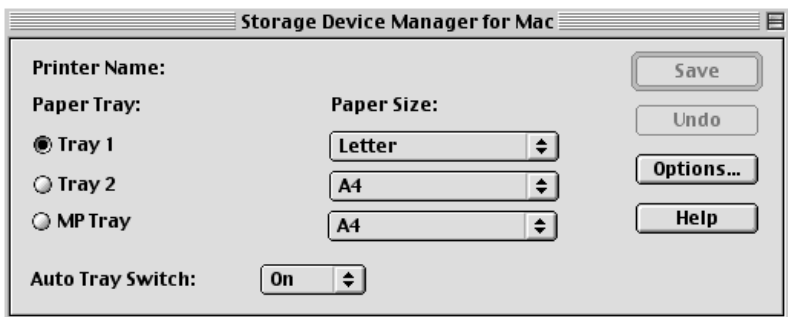 Storage Device Manager for Mac
Printer Name:
Save
Paper Tray: Paper Size:
Undo
Tray 1 Letter
Options...
Tray 2 A4
MP Tray A4
Help
Auto Tray Switch: On